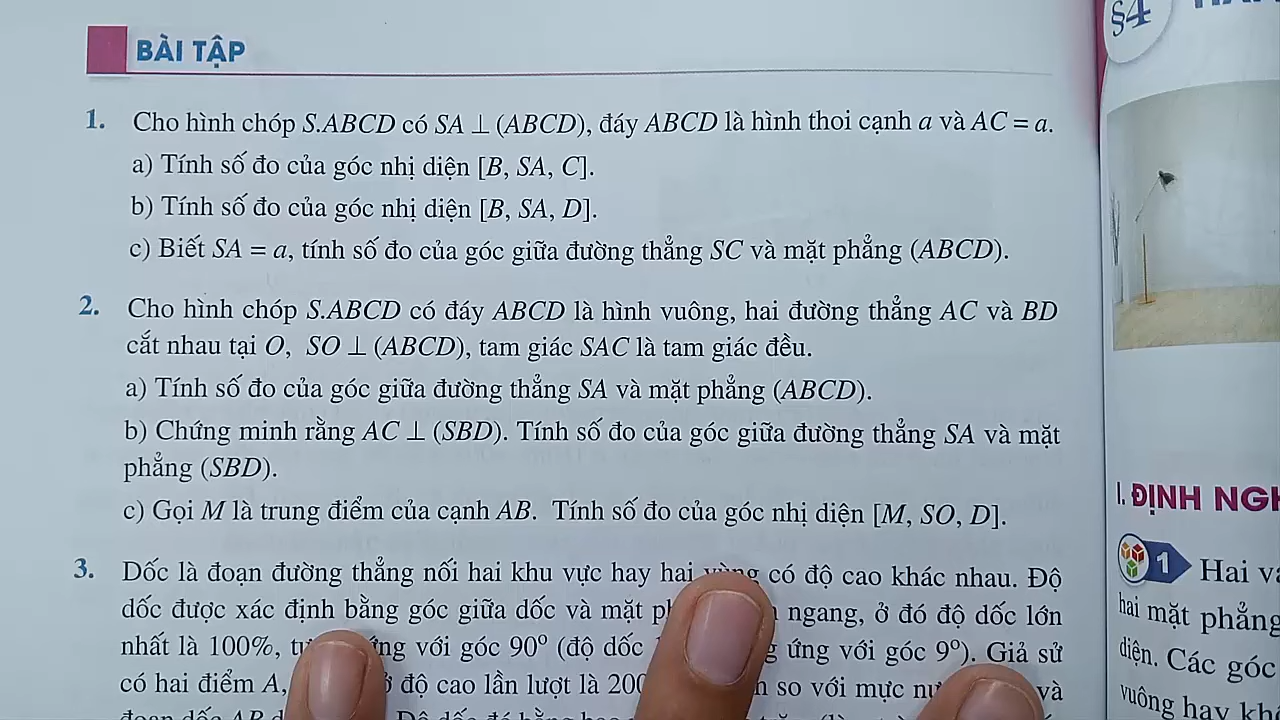 BÀI TẬP
1. Cho hình chóp S.ABCD có SA ⊥ (ABCD), đáy ABCD là hình thoi cạnh a và AC = a.
a) Tính số đo của góc nhị diện [B, SA, C].
b) Tính số đo của góc nhị diện [B, SA, D].
c) Biết SA = a, tính số đo của góc giữa đường thẳng SC và mặt phẳng (ABCD).
2. Cho hình chóp S.ABCD có đáy ABCD là hình vuông, hai đường thẳng AC và BD
cắt nhau tại O, SO ⊥ (ABCD), tam giác SAC là tam giác đều.
a) Tính số đo của góc giữa đường thẳng SA và mặt phẳng (ABCD).
b) Chứng minh rằng AC ⊥ (SBD). Tính số đo của góc giữa đường thẳng SA và mặt
phẳng (SBD).
c) Gọi M là trung điểm của cạnh AB. Tính số đo của góc nhị diện [M, SO, D].
3. Dốc là đoạn đường thẳng nối hai khu vực hay hai vùng có độ cao khác nhau. Độ
dốc được xác định bằng góc giữa dốc và mặt ngang, ở đó độ dốc lớn
nhất là 100%, với góc 90° (độ dốc ứng với góc 9°). Giả sử
có hai điểm A, độ cao lần lượt là so với mực và
§4
I. ĐỊNH
1 Hai
hai mặt phẳng
diện. Các góc
vuông hay